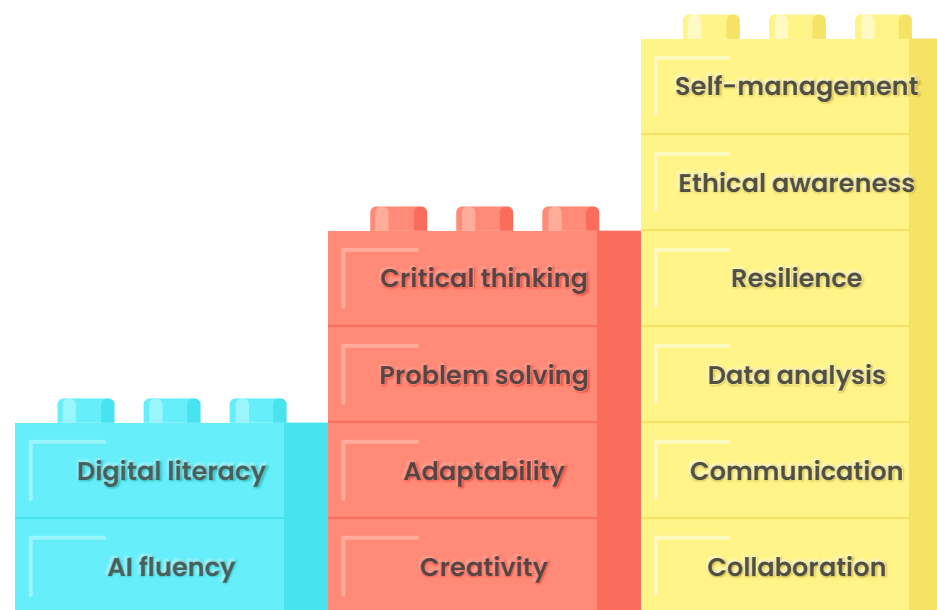 Digital literacy
AI fluency
Critical thinking
Problem solving
Adaptability
Creativity
Self-management
Ethical awareness
Resilience
Data analysis
Communication
Collaboration